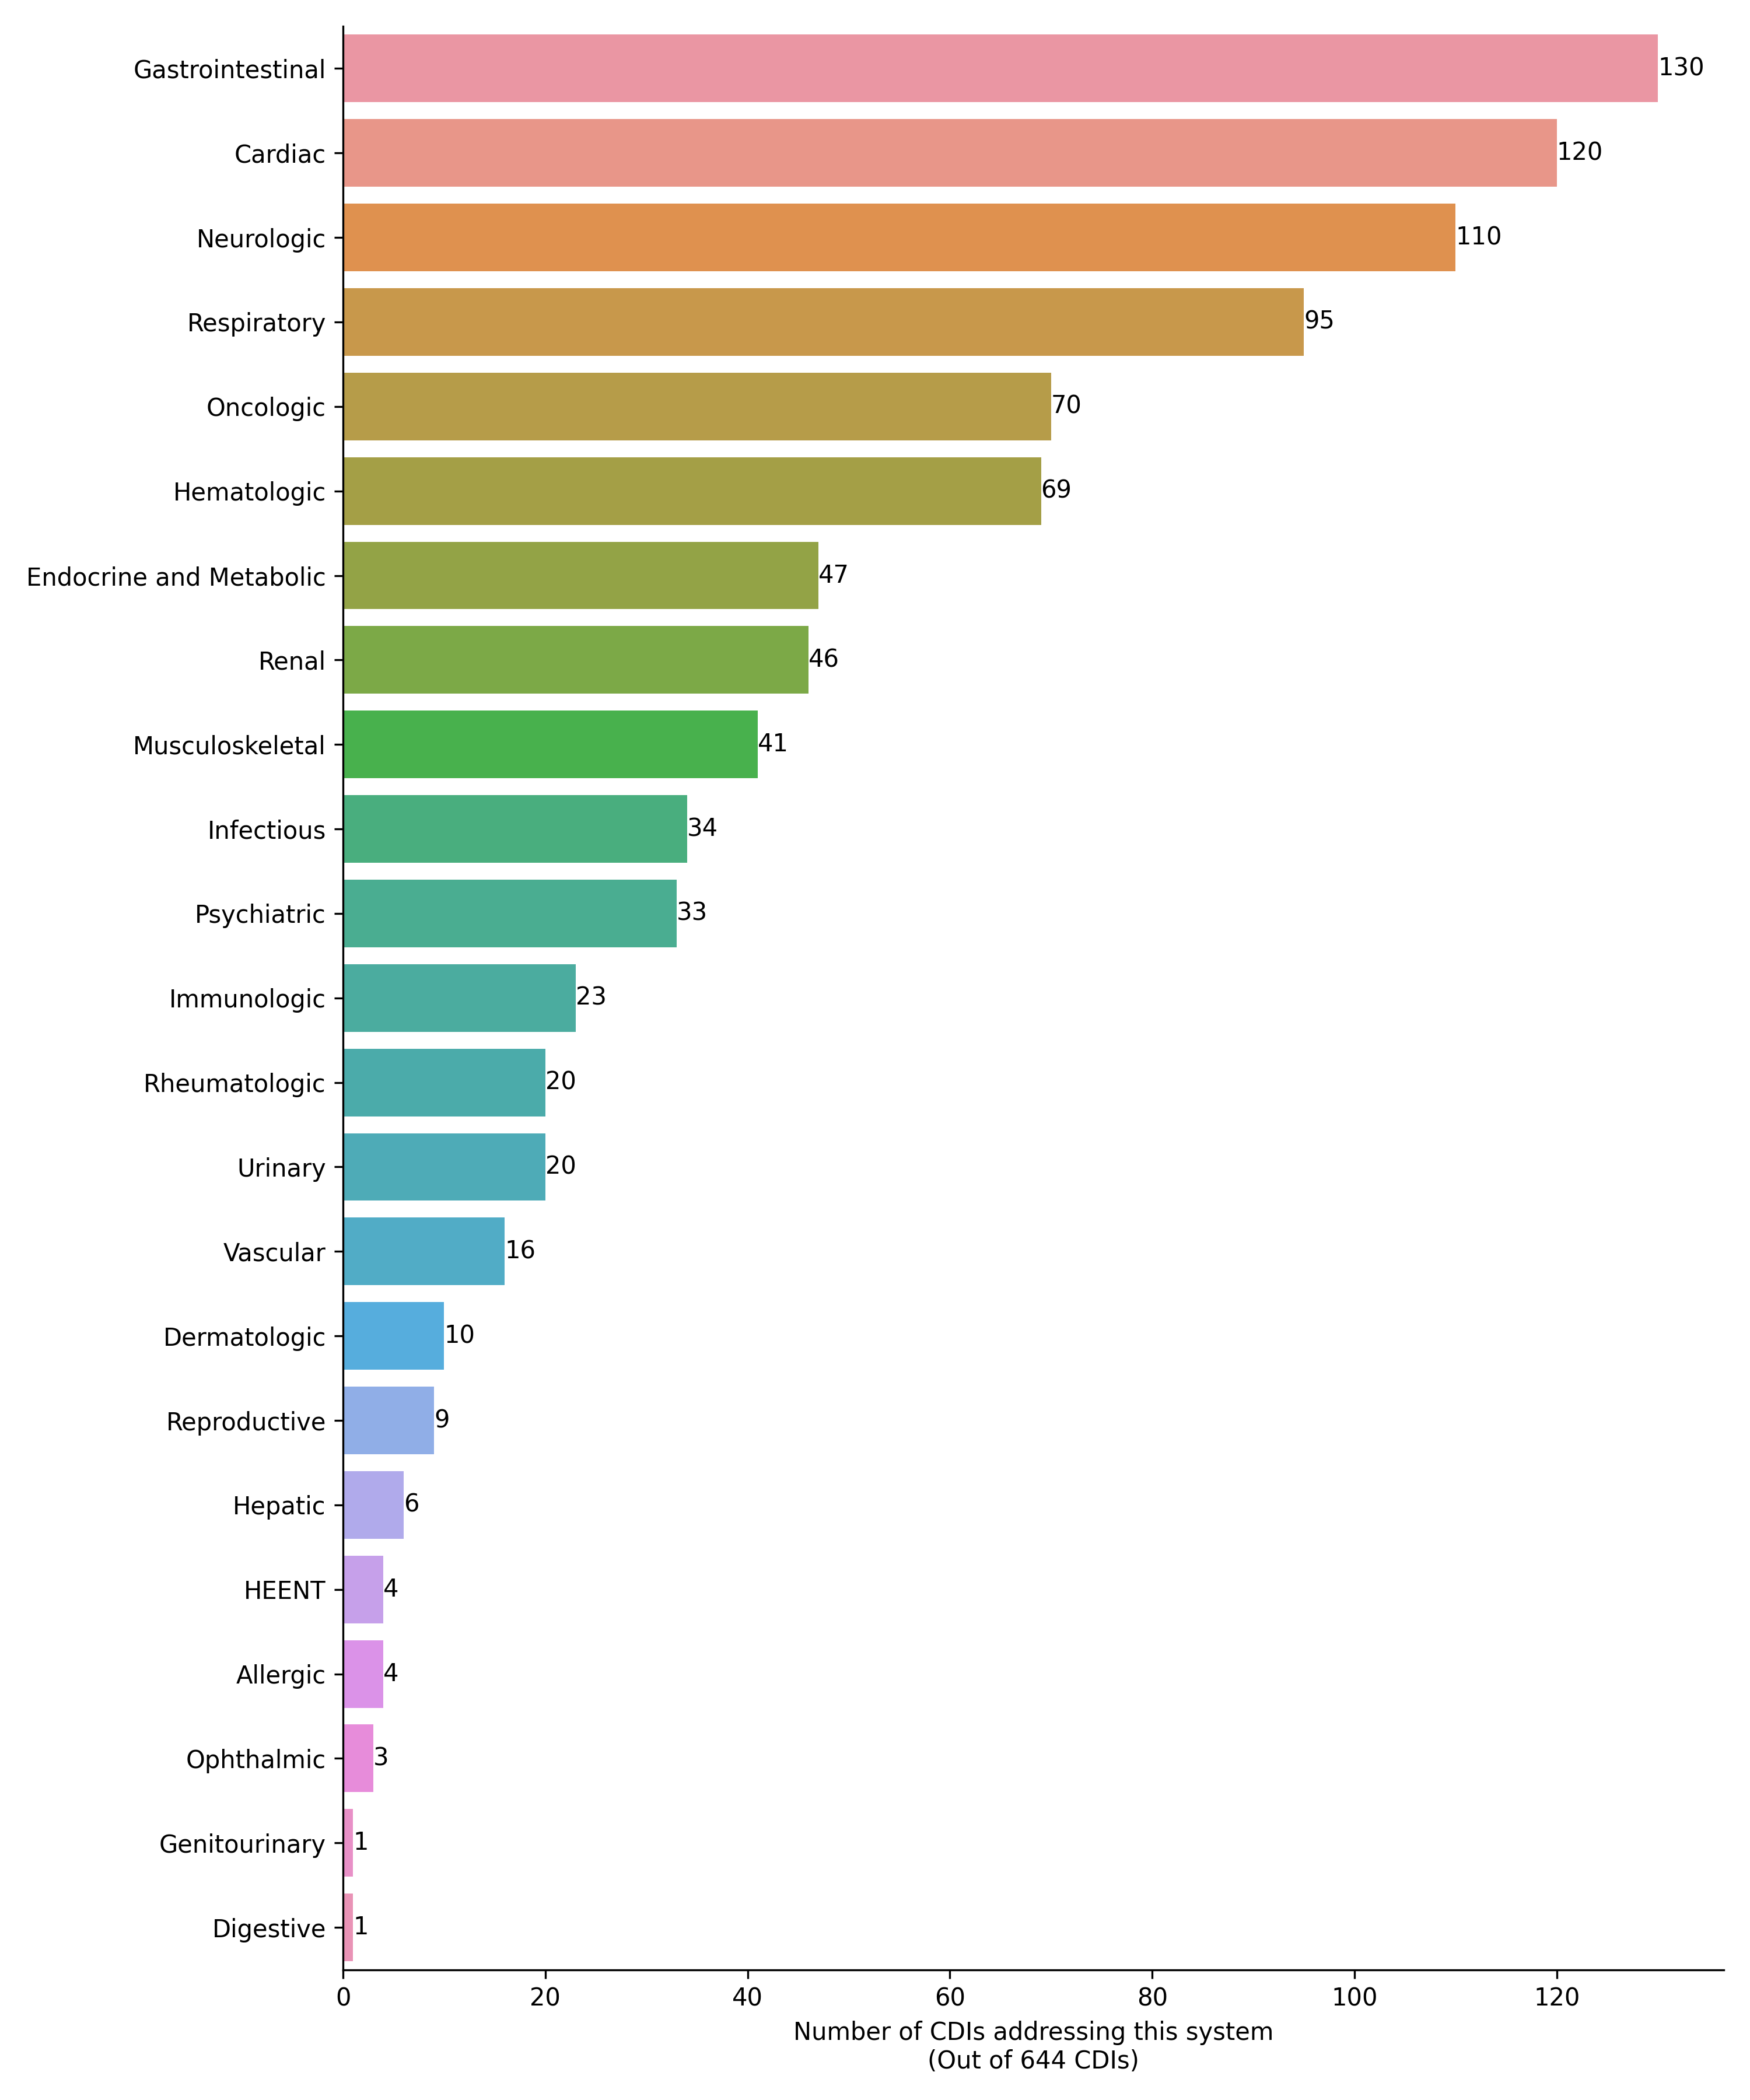 Gastrointestinal 130
Cardiac 120
Neurologic 110
Respiratory 95
Oncologic 70
Hematologic 69
Endocrine and Metabolic 47
Renal 46
Musculoskeletal 41
Infectious 34
Psychiatric 33
Immunologic 23
Rheumatologic 20
Urinary 20
Vascular 16
Dermatologic 10
Reproductive 9
Hepatic 6
HEENT 4
Allergic 4
Ophthalmic 3
Genitourinary 1
Digestive 1
0 20 40 60 80 100 120
Number of CDIs addressing this system
(Out of 644 CDIs)